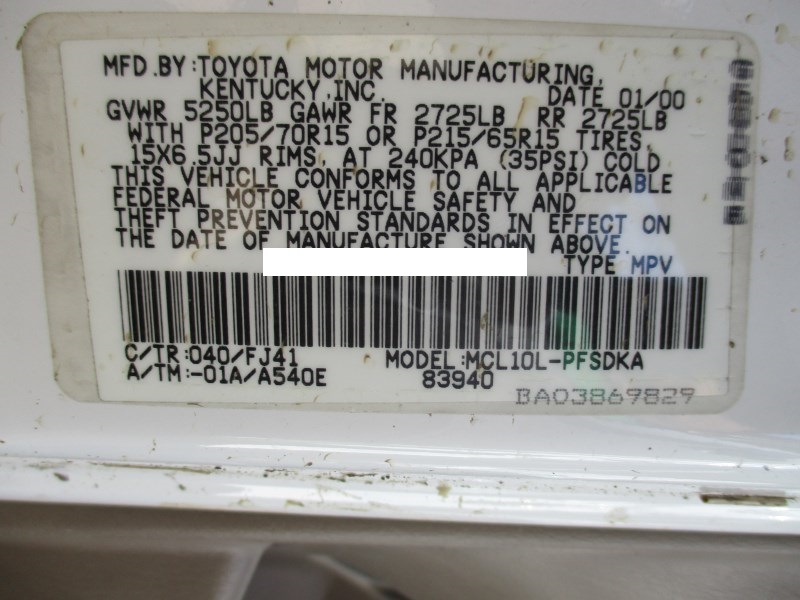 MFD.BY:TOYOTA MOTOR MANUFACTURING,
KENTUCKY,INC. DATE 01/00
GVWR 5250LB GAWR FR 2725LB RR 2725LB
WITH P205/70R15 OR P215/65R15 TIRES,
15X6.5JJ RIMS, AT 240KPA (35PSI) COLD
THIS VEHICLE CONFORMS TO ALL APPLICABLE
FEDERAL MOTOR VEHICLE SAFETY AND
THEFT PREVENTION STANDARDS IN EFFECT ON
THE DATE OF MANUFACTURE SHOWN ABOVE.
TYPE MPV
C/TR:040/FJ41 MODEL:MCL10L-PFSDKA
A/TM:-01A/A540E 83940
BA03869829